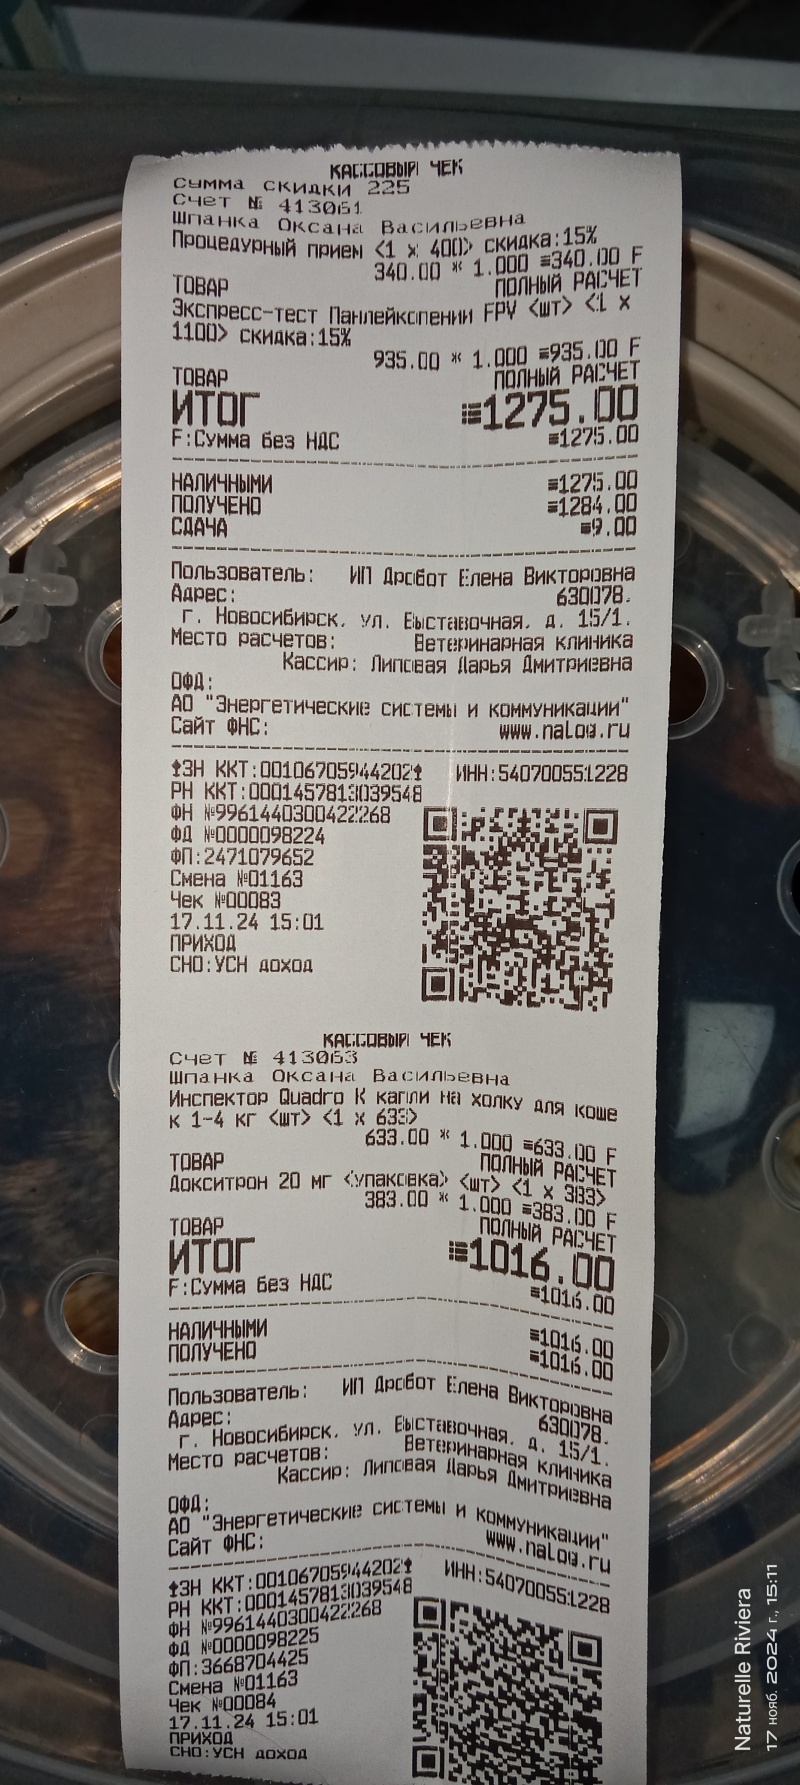 КАССОВЫЙ ЧЕК
СУММА СКИДКИ 225
Счет № 413061
Шпанка Оксана Васильевна
Процедурный прием <1 x 400> скидка:15%
340.00 * 1.000 ≡340.00 F
ТОВАР ПОЛНЫЙ РАСЧЕТ
Экспресс-тест Панлейкопении FPV <шт> <1 x
1100> скидка:15%
935.00 * 1.000 ≡935.00 F
ТОВАР ПОЛНЫЙ РАСЧЕТ
ИТОГ ≡1275.00
F:Сумма без НДС ≡1275.00
НАЛИЧНЫМИ ≡1275.00
ПОЛУЧЕНО ≡1284.00
СДАЧА ≡9.00
Пользователь: ИП Дробот Елена Викторовна
Адрес: 630078,
г. Новосибирск, ул. Выставочная, д. 15/1,
Место расчетов: Ветеринарная клиника
Кассир: Липовая Дарья Дмитриевна
ОФД:
АО "Энергетические системы и коммуникации"
Сайт ФНС: www.nalog.ru
ЗН ККТ:00106705944202 ИНН:540700551228
РН ККТ:0001457813039548
ФН №9961440300422268
ФД №0000098224
ФП:2471079652
Смена №01163
Чек №00083
17.11.24 15:01
ПРИХОД
СНО:УСН доход
КАССОВЫЙ ЧЕК
Счет № 413063
Шпанка Оксана Васильевна
Инспектор Quadro К капли на холку для коше
к 1-4 кг <шт> <1 x 633>
633.00 * 1.000 ≡633.00 F
ТОВАР ПОЛНЫЙ РАСЧЕТ
Докситрон 20 мг <упаковка> <шт> <1 x 383>
383.00 * 1.000 ≡383.00 F
ТОВАР ПОЛНЫЙ РАСЧЕТ
ИТОГ ≡1016.00
F:Сумма без НДС ≡1016.00
НАЛИЧНЫМИ ≡1016.00
ПОЛУЧЕНО ≡1016.00
Пользователь: ИП Дробот Елена Викторовна
Адрес: 630078,
г. Новосибирск, ул. Выставочная, д. 15/1,
Место расчетов: Ветеринарная клиника
Кассир: Липовая Дарья Дмитриевна
ОФД:
АО "Энергетические системы и коммуникации"
Сайт ФНС: www.nalog.ru
ЗН ККТ:00106705944202 ИНН:540700551228
РН ККТ:0001457813039548
ФН №9961440300422268
ФД №0000098225
ФП:3668704425
Смена №01163
Чек №00084
17.11.24 15:01
ПРИХОД
СНО:УСН доход
Naturelle Riviera
17 нояб. 2024 г., 15:11